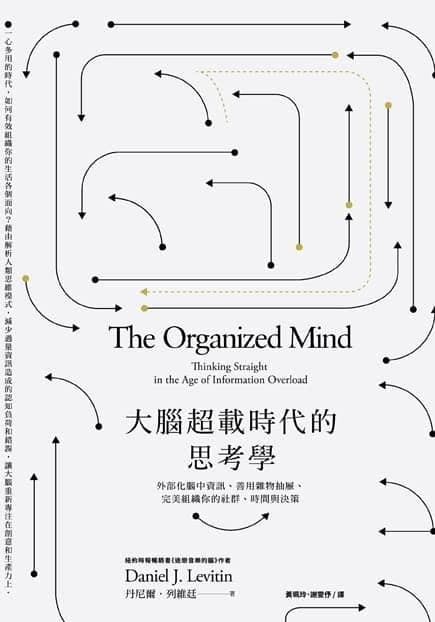 一心多用的時代，如何有效組織你的生活各個面向？藉由解析人類思維模式，減少過量資訊造成的認知負荷和錯誤，讓大腦重新專注在創意和生產力上。
The Organized Mind
Thinking Straight
in the Age of Information Overload
大腦超載時代的
思考學
外部化腦中資訊、善用雜物抽屜、
完美組織你的社群、時間與決策
紐約時報暢銷書《迷戀音樂的腦》作者
Daniel J. Levitin
丹尼爾・列維廷——著
黃珮玲、謝雯伃／譯